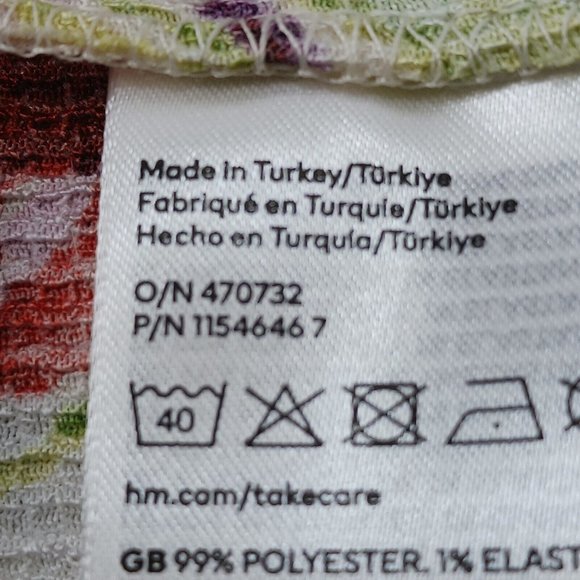 Made in Turkey/Türkiye
Fabriqué en Turquie/Türkiye
Hecho en Turquía/Türkiye
O/N 470732
P/N 1154646 7
40
hm.com/takecare
GB 99% POLYESTER. 1% ELAST